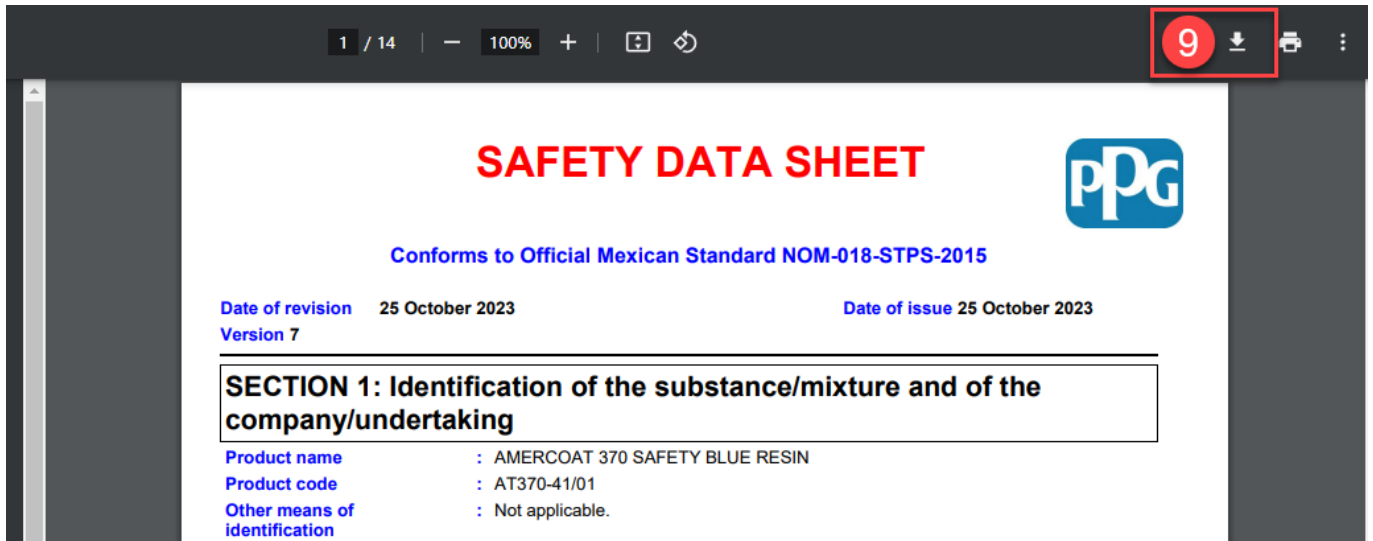 1 / 14 | — 100% + |
9
SAFETY DATA SHEET
PPG
Conforms to Official Mexican Standard NOM-018-STPS-2015
Date of revision 25 October 2023 Date of issue 25 October 2023
Version 7
SECTION 1: Identification of the substance/mixture and of the
company/undertaking
Product name : AMERCOAT 370 SAFETY BLUE RESIN
Product code : AT370-41/01
Other means of : Not applicable.
identification